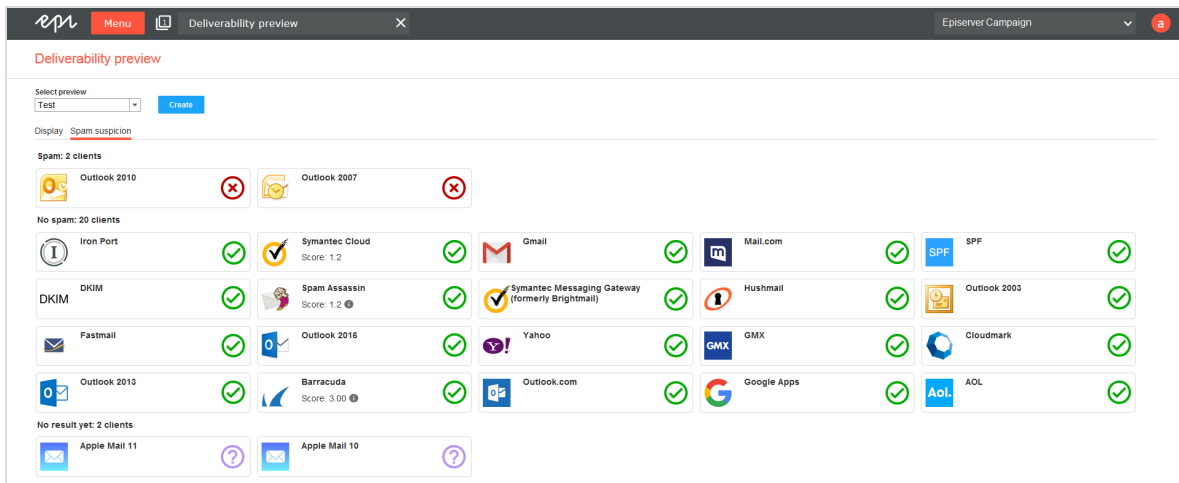 epi Menu 1 Deliverability preview Episerver Campaign a
Deliverability preview
Select preview
Test Create
Display Spam suspicion
Spam: 2 clients
Outlook 2010 Outlook 2007
No spam: 20 clients
Iron Port Symantec Cloud Gmail Mail.com SPF
Score: 1.2 SPF
DKIM Spam Assassin Symantec Messaging Gateway Hushmail Outlook 2003
DKIM Score: 1.2 (formerly Brightmail)
Fastmail Outlook 2016 Yahoo GMX Cloudmark
GMX
Outlook 2013 Barracuda Outlook.com Google Apps AOL
Score: 3.00 Aol.
No result yet: 2 clients
Apple Mail 11 Apple Mail 10